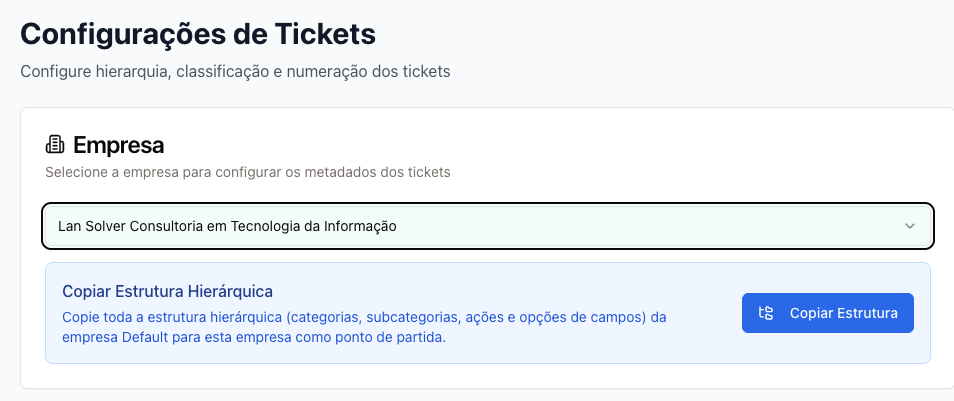 Configurações de Tickets
Configure hierarquia, classificação e numeração dos tickets
Empresa
Selecione a empresa para configurar os metadados dos tickets
Lan Solver Consultoria em Tecnologia da Informação
Copiar Estrutura Hierárquica
Copie toda a estrutura hierárquica (categorias, subcategorias, ações e opções de campos) da
empresa Default para esta empresa como ponto de partida.
Copiar Estrutura